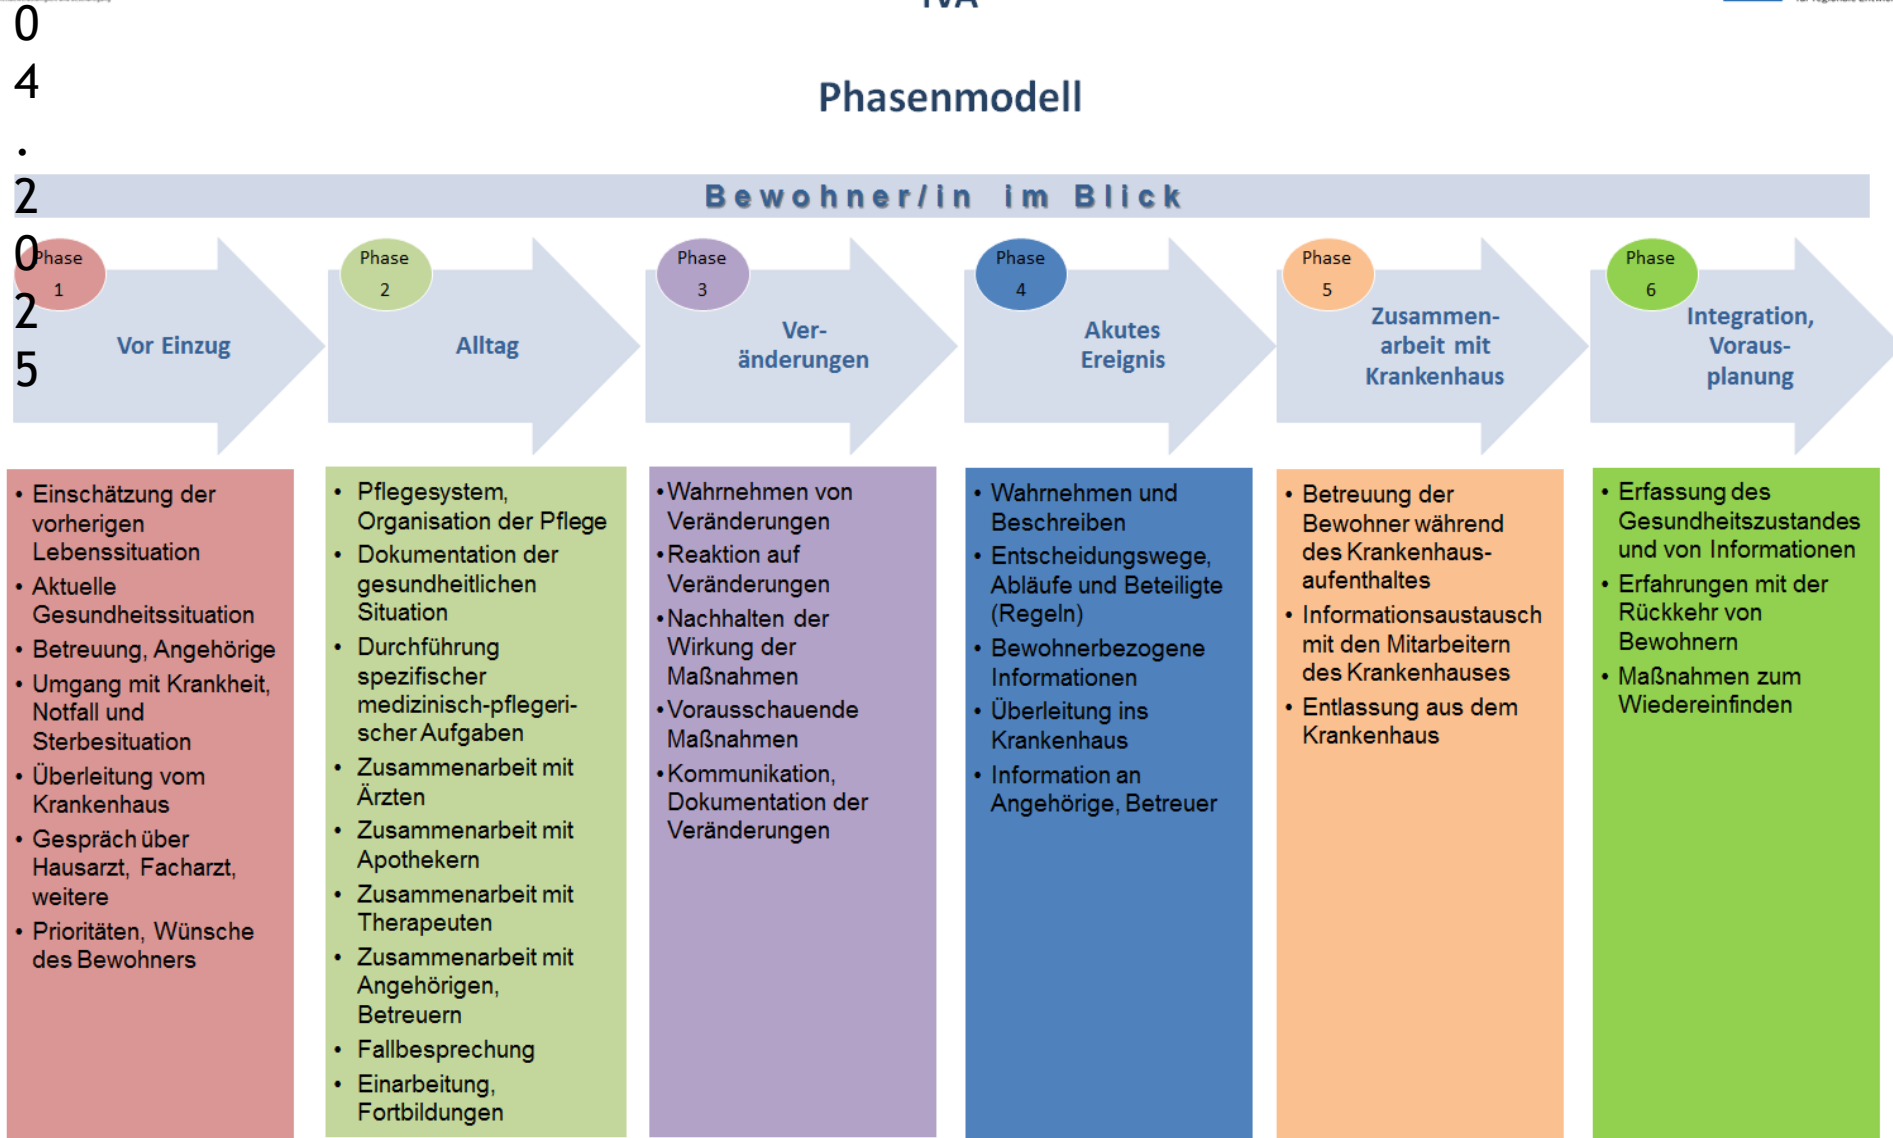 0
4
.
2
0
2
5
Phasenmodell
Bewohner/in im Blick
Phase
1
Vor Einzug
Phase
2
Alltag
Phase
3
Ver-
änderungen
Phase
4
Akutes
Ereignis
Phase
5
Zusammen-
arbeit mit
Krankenhaus
Phase
6
Integration,
Voraus-
planung
• Einschätzung der
vorherigen
Lebenssituation
• Aktuelle
Gesundheitssituation
• Betreuung, Angehörige
• Umgang mit Krankheit,
Notfall und
Sterbesituation
• Überleitung vom
Krankenhaus
• Gespräch über
Hausarzt, Facharzt,
weitere
• Prioritäten, Wünsche
des Bewohners
• Pflegesystem,
Organisation der Pflege
• Dokumentation der
gesundheitlichen
Situation
• Durchführung
spezifischer
medizinisch-pflegeri-
scher Aufgaben
• Zusammenarbeit mit
Ärzten
• Zusammenarbeit mit
Apothekern
• Zusammenarbeit mit
Therapeuten
• Zusammenarbeit mit
Angehörigen,
Betreuern
• Fallbesprechung
• Einarbeitung,
Fortbildungen
• Wahrnehmen von
Veränderungen
• Reaktion auf
Veränderungen
• Nachhalten der
Wirkung der
Maßnahmen
• Vorausschauende
Maßnahmen
• Kommunikation,
Dokumentation der
Veränderungen
• Wahrnehmen und
Beschreiben
• Entscheidungswege,
Abläufe und Beteiligte
(Regeln)
• Bewohnerbezogene
Informationen
• Überleitung ins
Krankenhaus
• Information an
Angehörige, Betreuer
• Betreuung der
Bewohner während
des Krankenhaus-
aufenthaltes
• Informationsaustausch
mit den Mitarbeitern
des Krankenhauses
• Entlassung aus dem
Krankenhaus
• Erfassung des
Gesundheitszustandes
und von Informationen
• Erfahrungen mit der
Rückkehr von
Bewohnern
• Maßnahmen zum
Wiedereinfinden